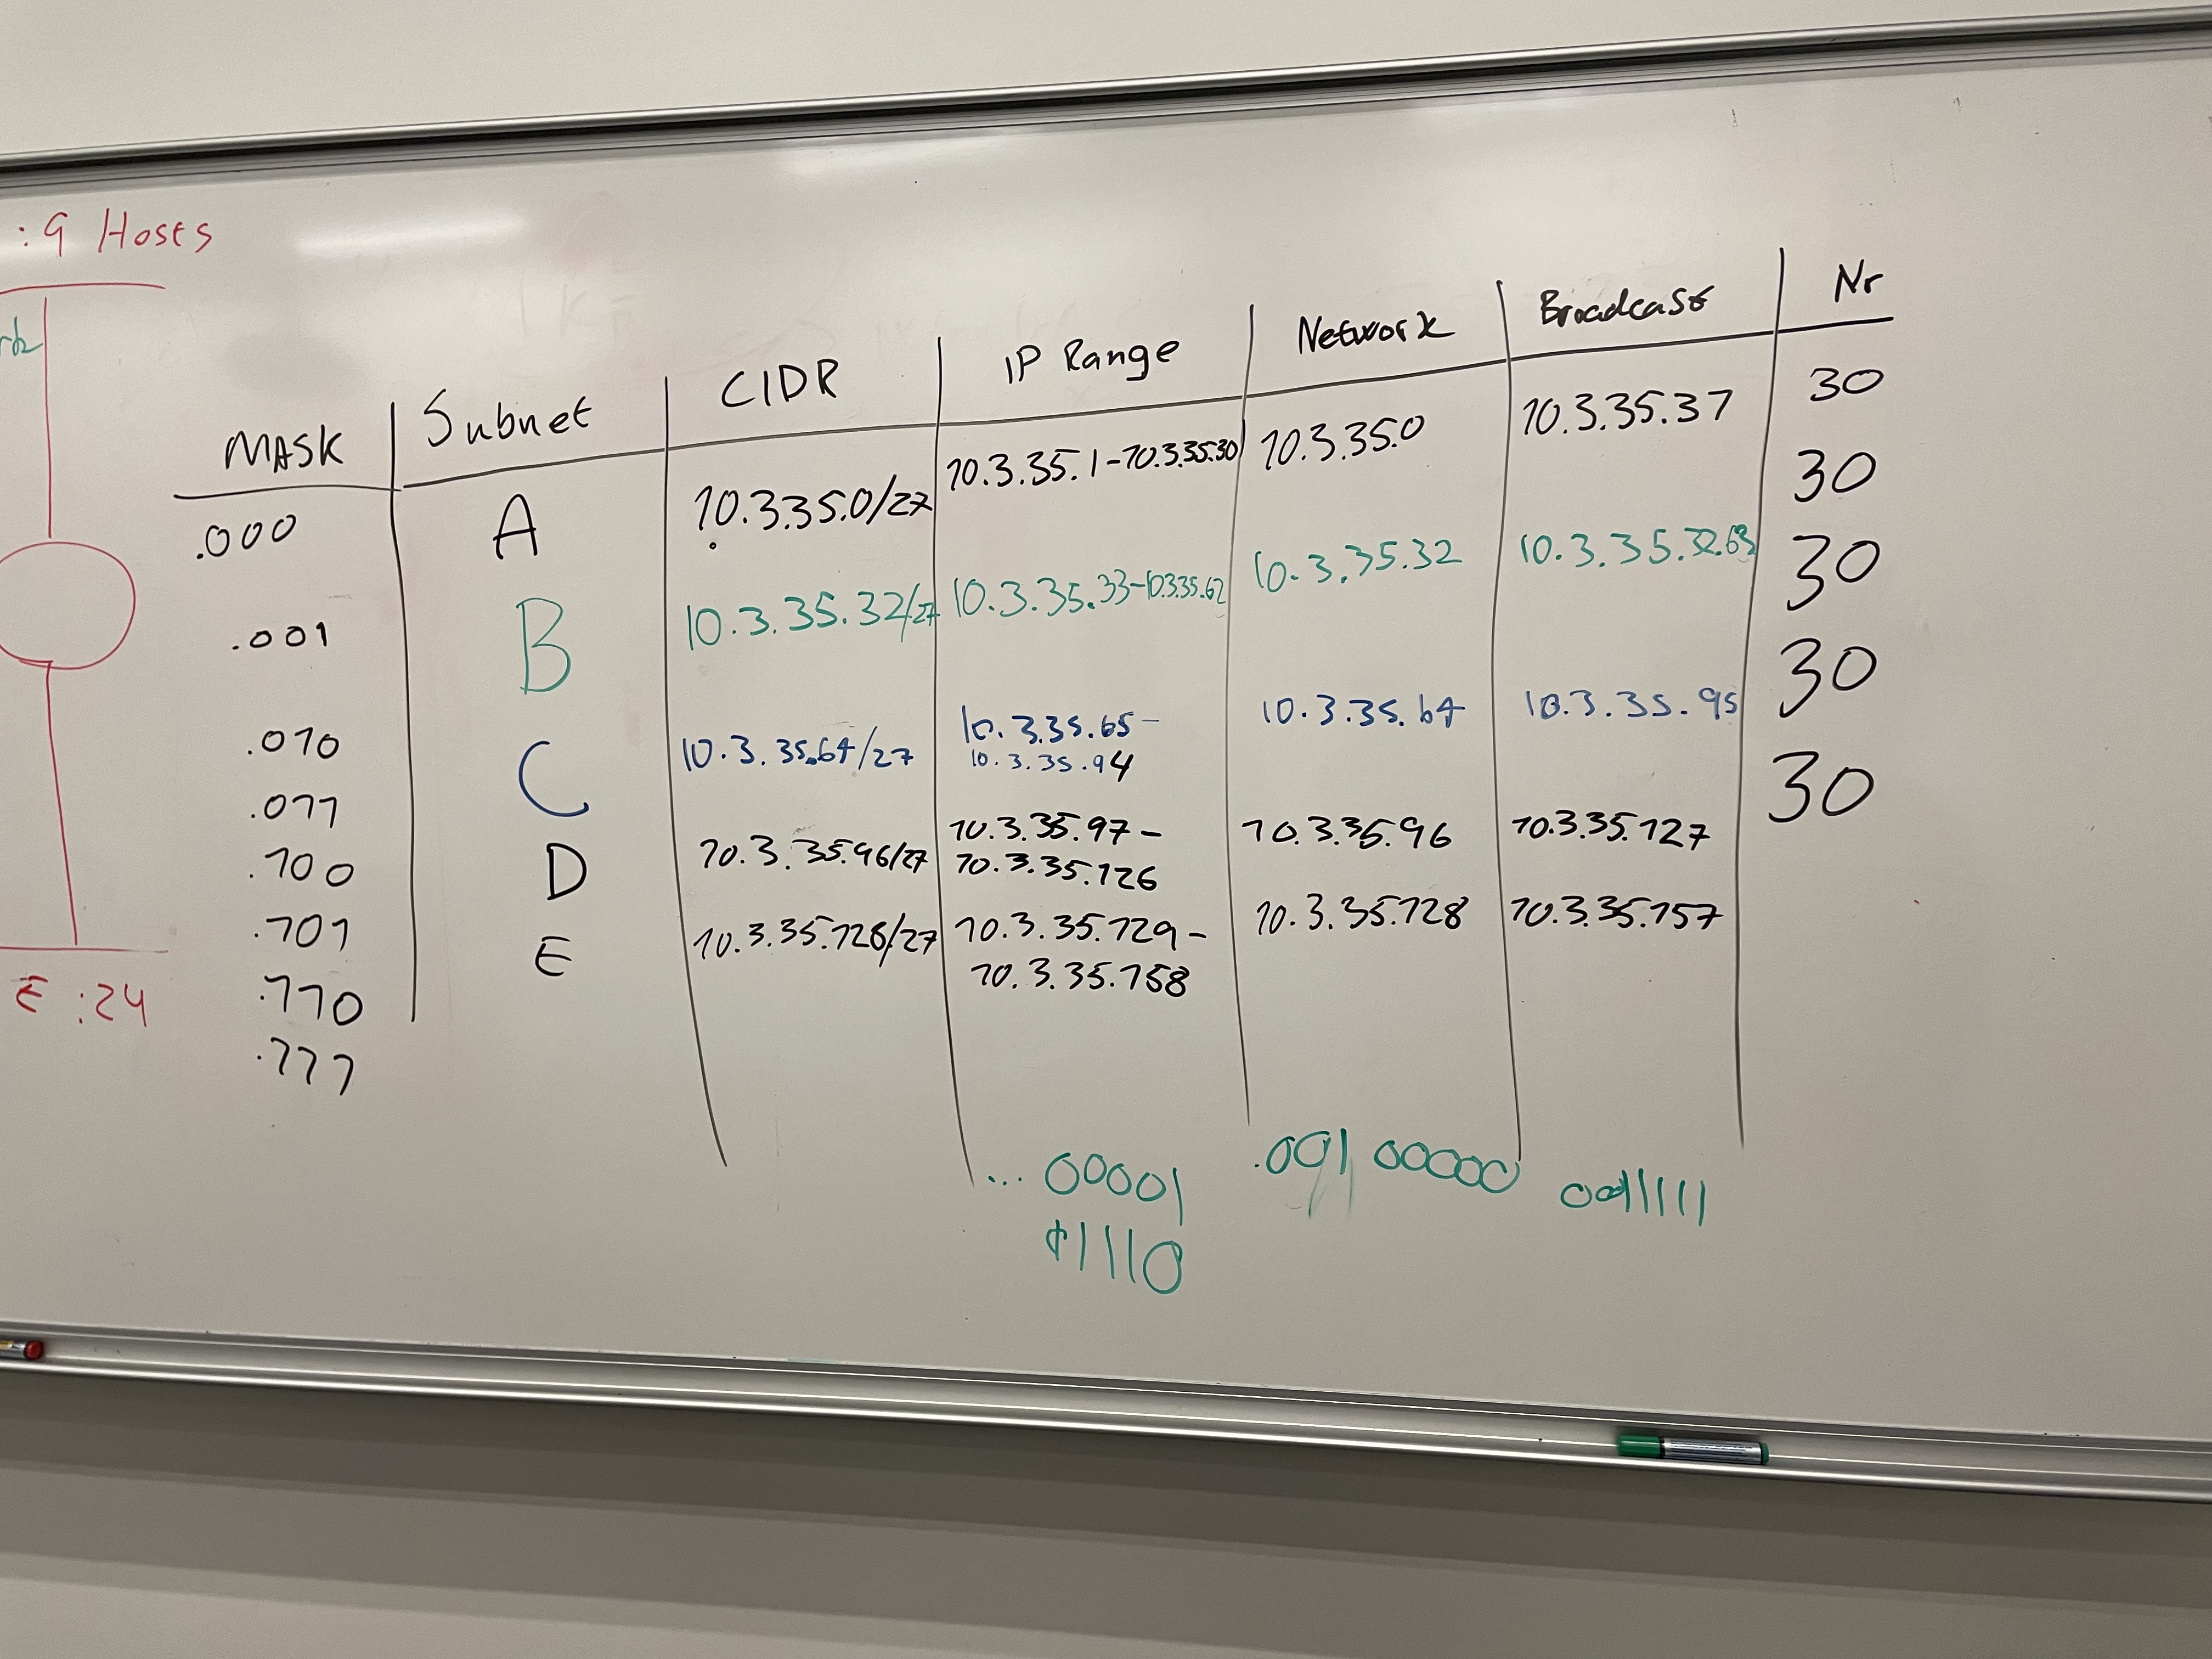 : 9 Hosts
rk
E :24
MASK Subnet CIDR IP Range Network Broadcast Nr
.000 A 10.3.35.0/27 10.3.35.1-10.3.35.30 10.3.35.0 10.3.35.31 30
.001 B 10.3.35.32/27 10.3.35.33-10.3.35.62 10.3.35.32 10.3.35.32.63 30
.010 C 10.3.35.64/27 10.3.35.65- 10.3.35.64 10.3.35.95 30
10.3.35.94
.011 D 10.3.35.96/27 10.3.35.97- 10.3.35.96 10.3.35.127 30
10.3.35.126
.100 E 10.3.35.128/27 10.3.35.129- 10.3.35.128 10.3.35.157 30
10.3.35.158
.101
.110
.111
... 00001 .001 00000 00111111
11110